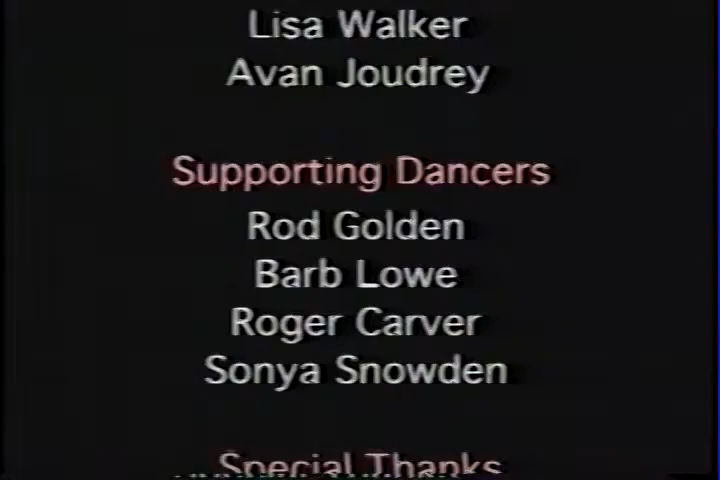 Lisa Walker
Avan Joudrey
Supporting Dancers
Rod Golden
Barb Lowe
Roger Carver
Sonya Snowden
Special Thanks